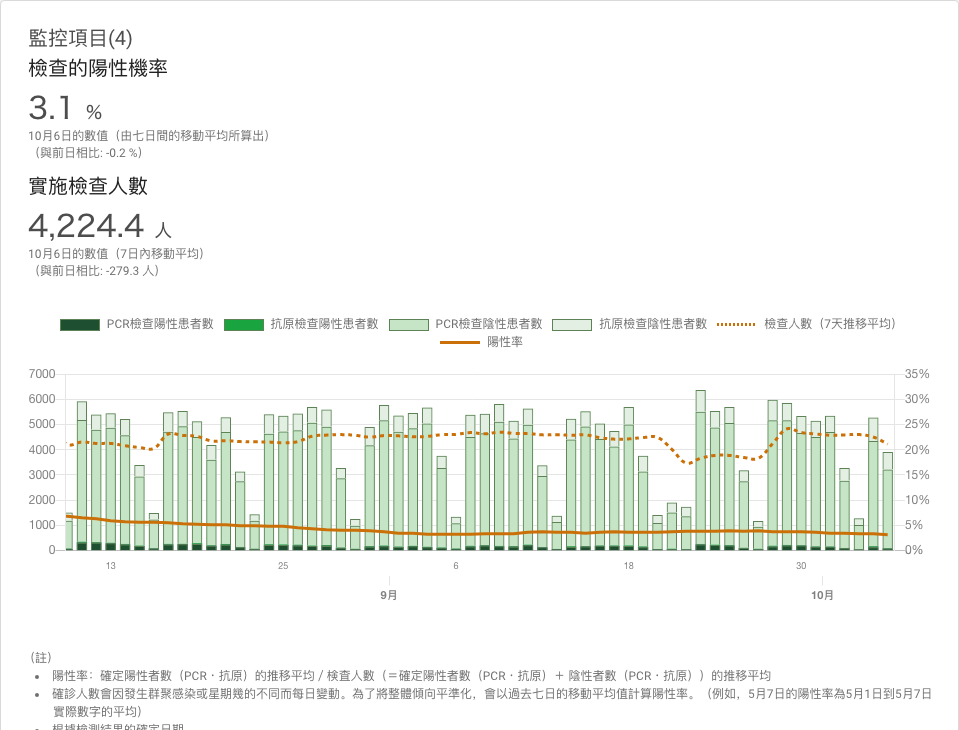 監控項目(4)
檢查的陽性機率
3.1 %
10月6日的數值（由七日間的移動平均所算出）
（與前日相比: -0.2 %）
實施檢查人數
4,224.4 人
10月6日的數值（7日內移動平均）
（與前日相比: -279.3 人）
PCR檢查陽性患者數 抗原檢查陽性患者數 PCR檢查陰性患者數 抗原檢查陰性患者數 檢查人數（7天推移平均）
陽性率
7000 35%
6000 30%
5000 25%
4000 20%
3000 15%
2000 10%
1000 5%
0 0%
13 25 6 18 30
9月 10月
（註）
陽性率：確定陽性者數（PCR・抗原）的推移平均 / 検査人數（＝確定陽性者數（PCR・抗原）＋ 陰性者數（PCR・抗原））的推移平均
確診人數會因發生群聚感染或星期幾的不同而每日變動。為了將整體傾向平準化，會以過去七日的移動平均值計算陽性率。（例如，5月7日的陽性率為5月1日到5月7日
實際數字的平均）
根據檢測結果的確定日期